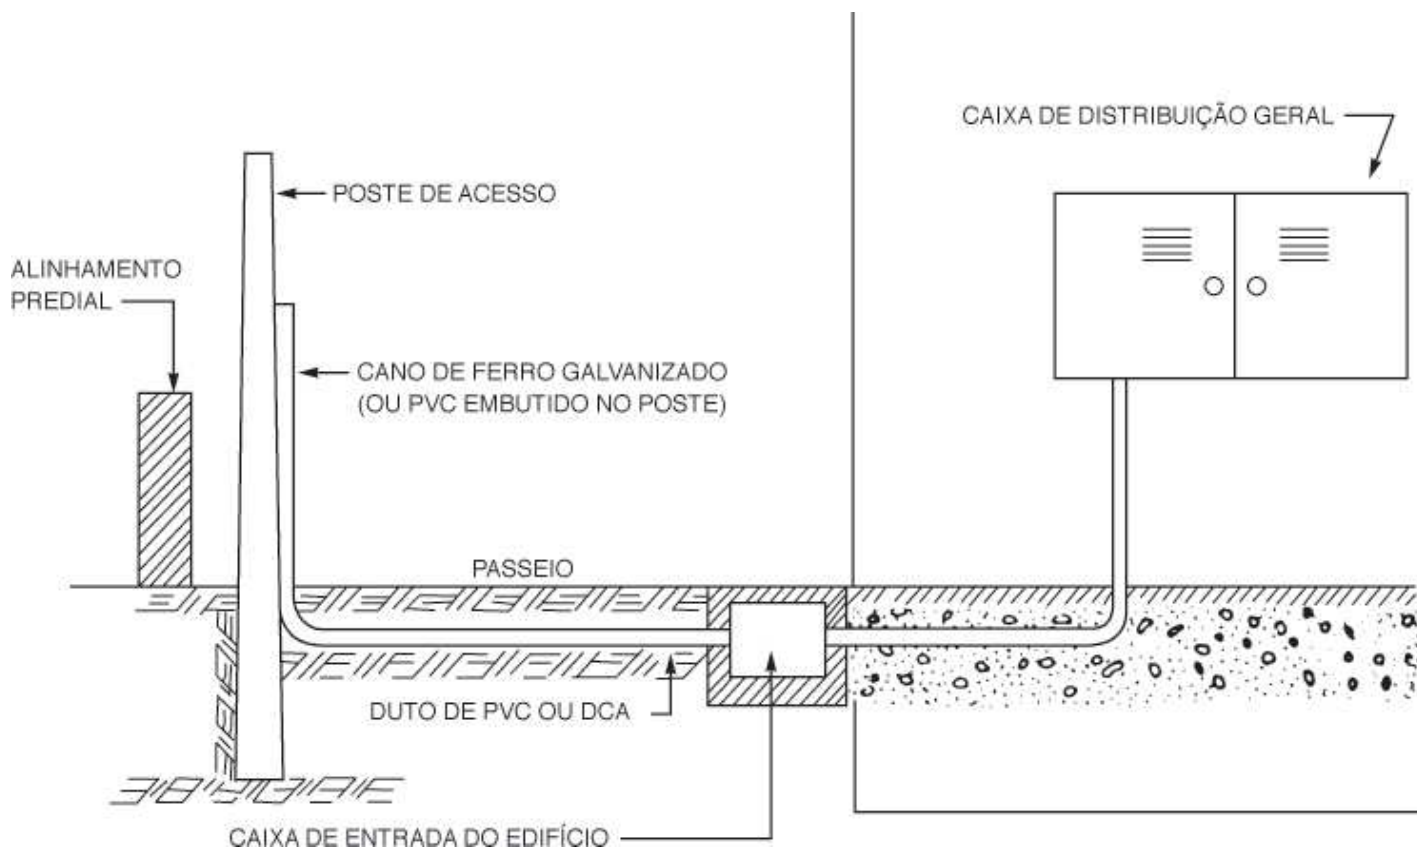 CAIXA DE DISTRIBUIÇÃO GERAL
POSTE DE ACESSO
ALINHAMENTO
PREDIAL
CANO DE FERRO GALVANIZADO
(OU PVC EMBUTIDO NO POSTE)
PASSEIO
DUTO DE PVC OU DCA
CAIXA DE ENTRADA DO EDIFÍCIO